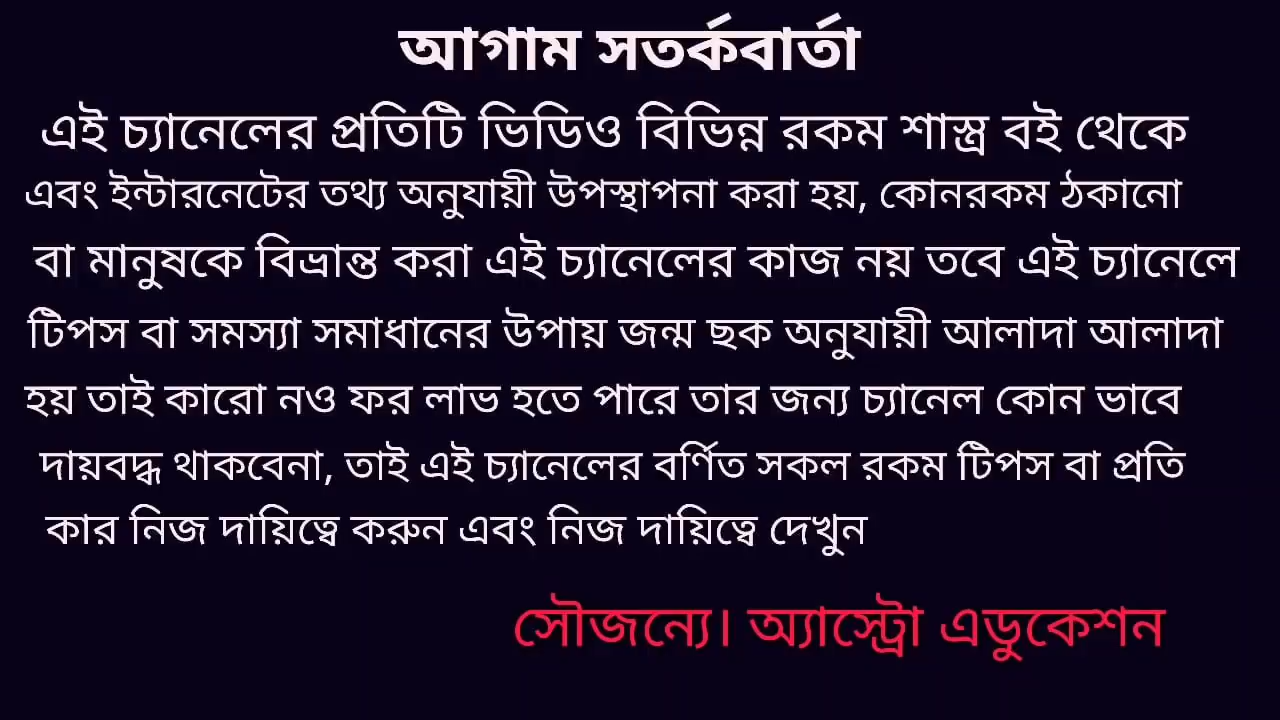 আগাম সতর্কবার্তা
এই চ্যানেলের প্রতিটি ভিডিও বিভিন্ন রকম শাস্ত্র বই থেকে
এবং ইন্টারনেটের তথ্য অনুযায়ী উপস্থাপনা করা হয়, কোনরকম ঠকানো
বা মানুষকে বিভ্রান্ত করা এই চ্যানেলের কাজ নয় তবে এই চ্যানেলে
টিপস বা সমস্যা সমাধানের উপায় জন্ম ছক অনুযায়ী আলাদা আলাদা
হয় তাই কারো নও ফর লাভ হতে পারে তার জন্য চ্যানেল কোন ভাবে
দায়বদ্ধ থাকবেনা, তাই এই চ্যানেলের বর্ণিত সকল রকম টিপস বা প্রতি
কার নিজ দায়িত্বে করুন এবং নিজ দায়িত্বে দেখুন
সৌজন্যে। অ্যাস্ট্রো এডুকেশন